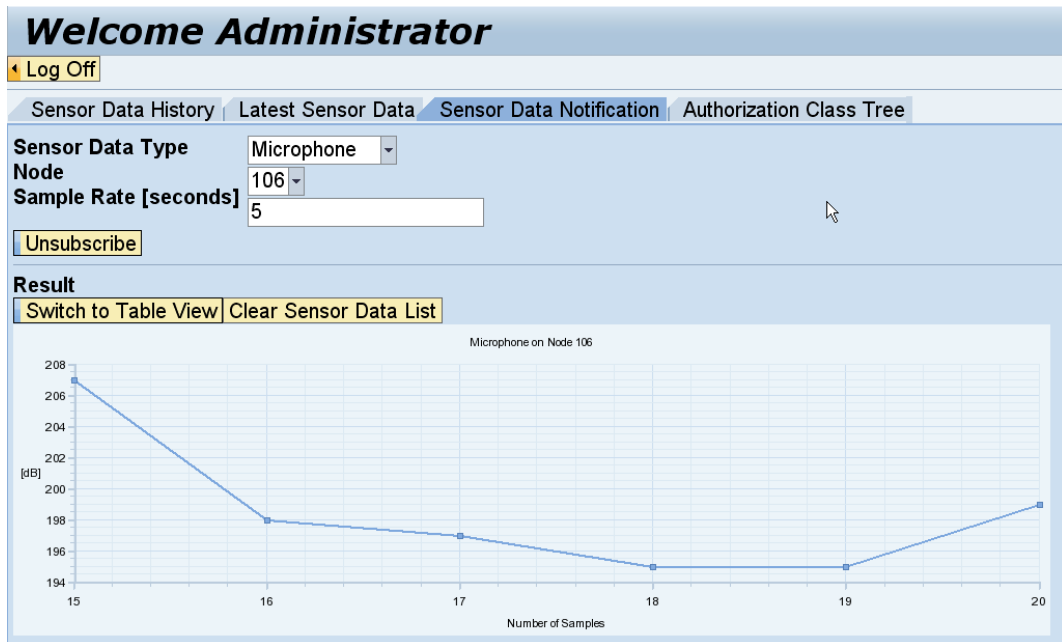 Welcome Administrator
Log Off
Sensor Data History Latest Sensor Data Sensor Data Notification Authorization Class Tree
Sensor Data Type Microphone
Node 106
Sample Rate [seconds] 5
Unsubscribe
Result
Switch to Table View Clear Sensor Data List
Microphone on Node 106
208
206
204
202
[dB]
200
198
196
194
15 16 17 18 19 20
Number of Samples